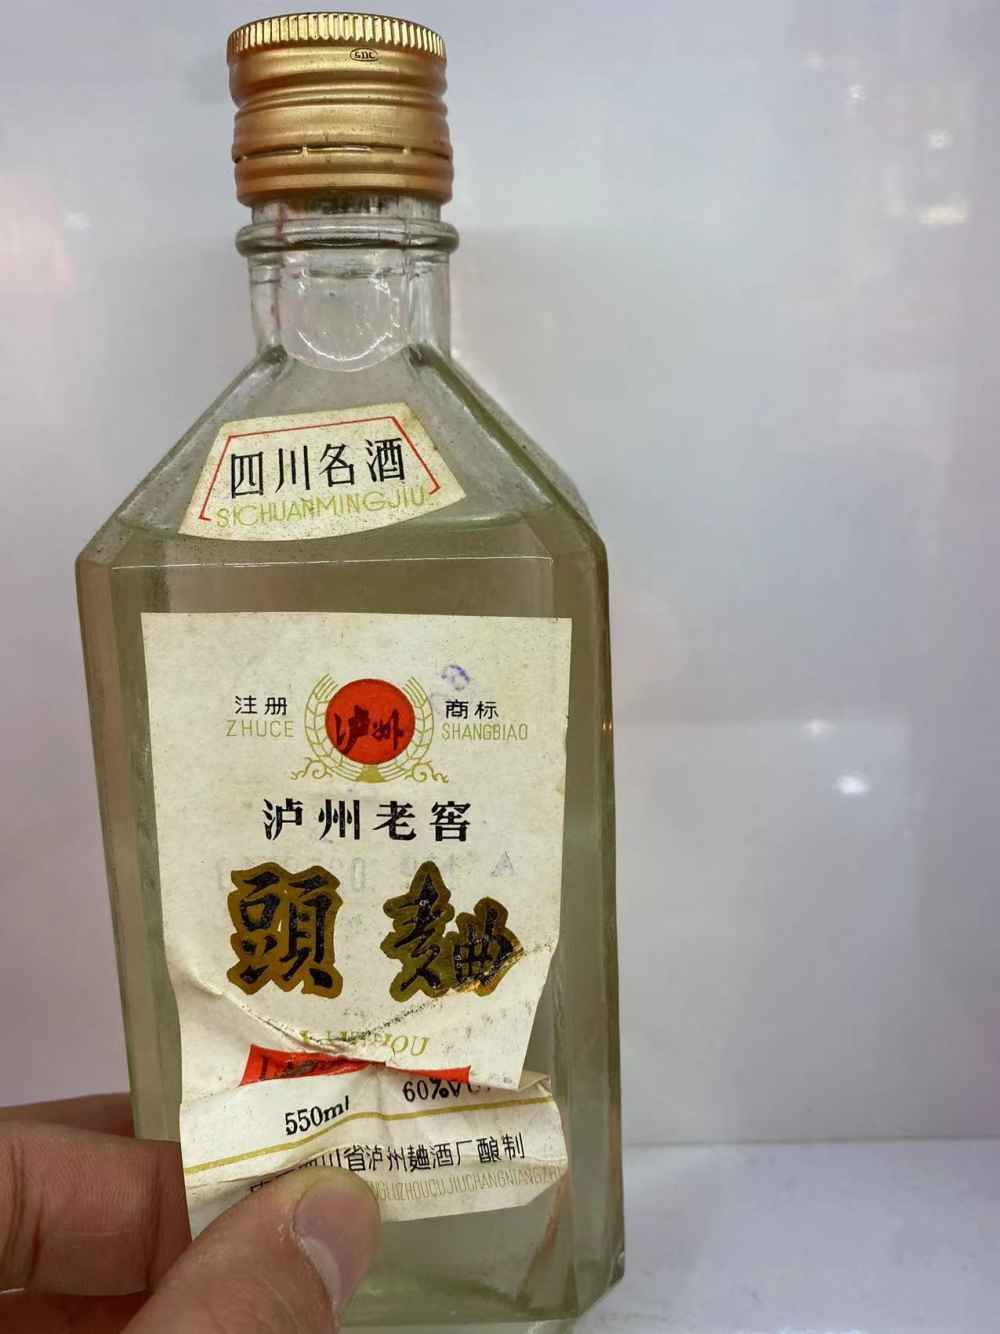 四川名酒
SICHUANMINGJIU
注册 商标
ZHUCE SHANGBIAO
泸州
泸州老窖
頭麯
550ml 60%V
川省泸州麯酒厂酿制